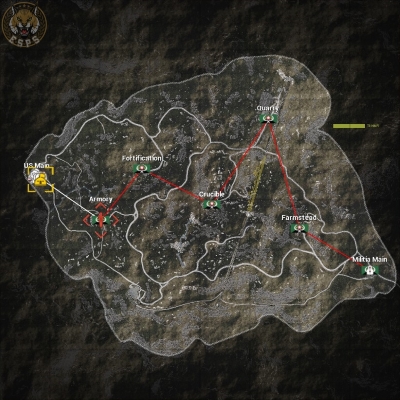 Quarry
Fortification
US Main
Crucible
Armory
Farmstead
Militia Main